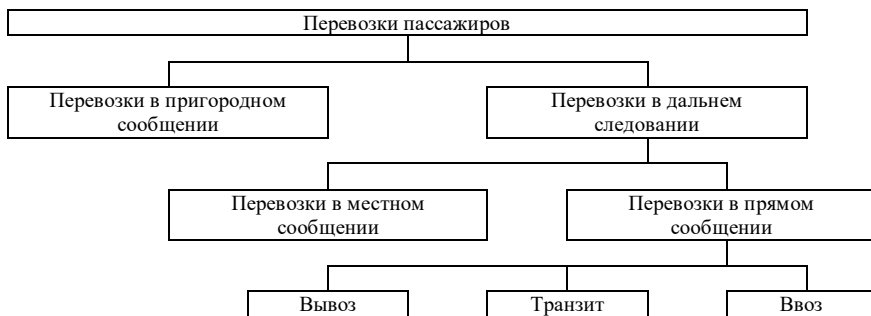 Перевозки пассажиров
Перевозки в пригородном
сообщении
Перевозки в дальнем
следовании
Перевозки в местном
сообщении
Перевозки в прямом
сообщении
Вывоз
Транзит
Ввоз